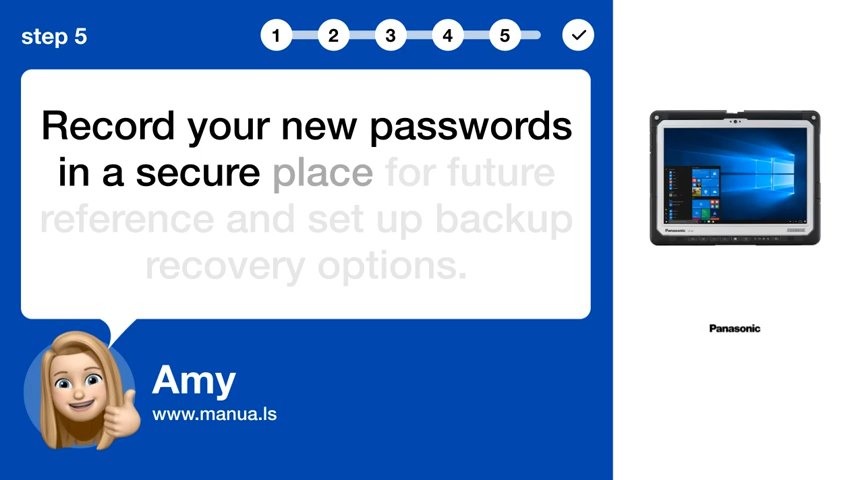 step 5
1 2 3 4 5
Record your new passwords
in a secure place for future
reference and set up backup
recovery options.
Amy
www.manua.ls
Panasonic
Panasonic